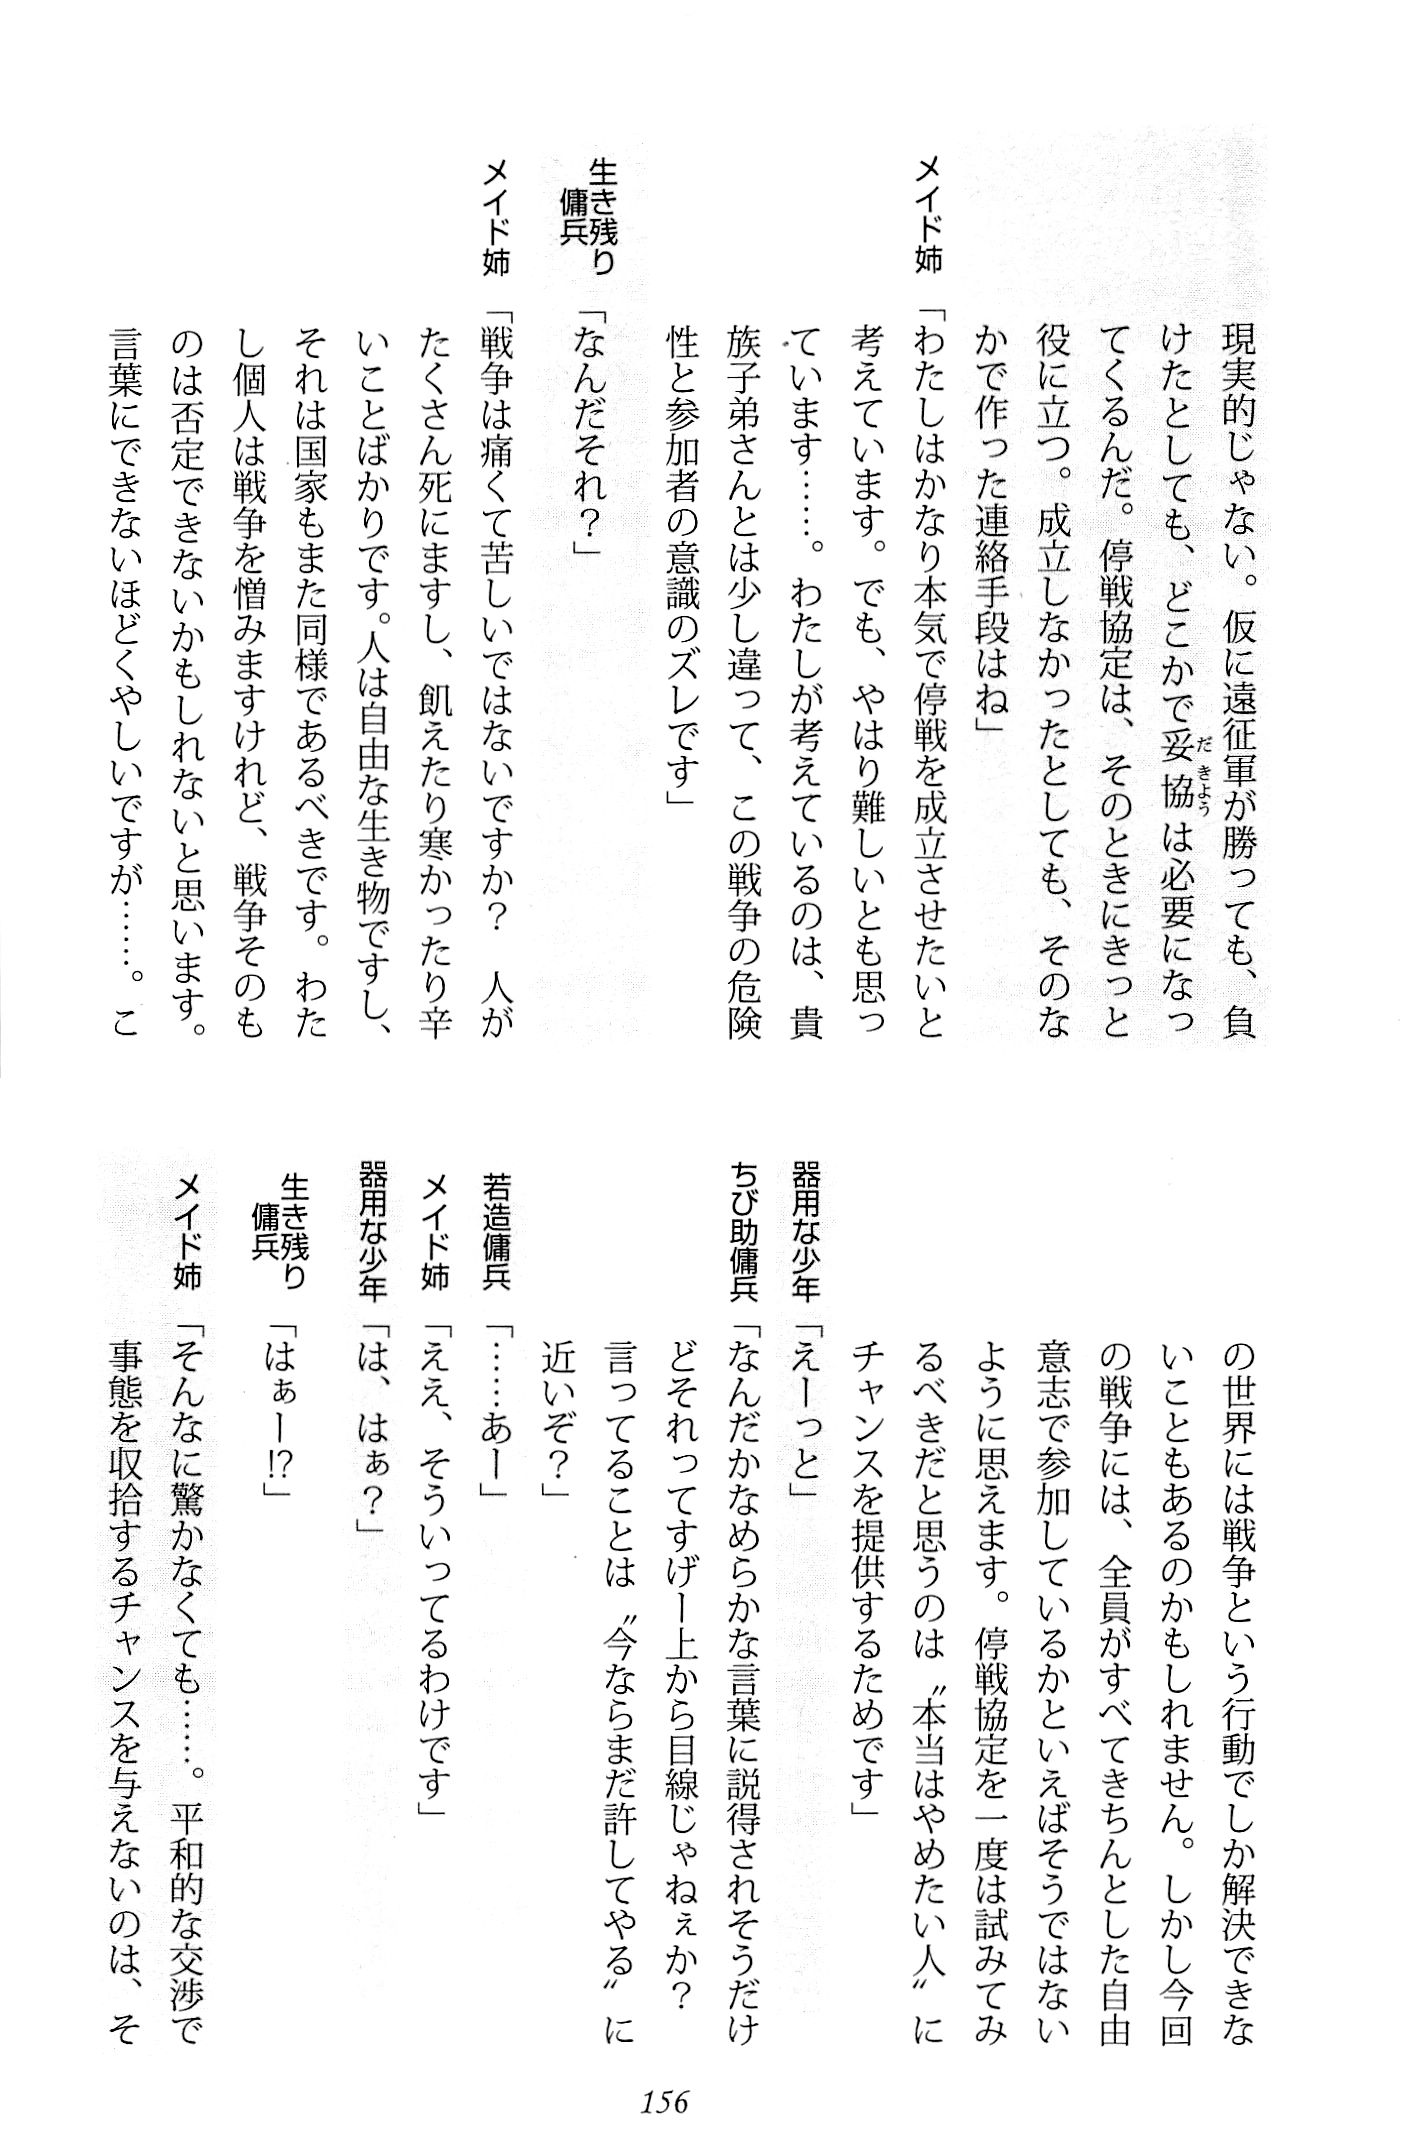 現実的じゃない。仮に遠征軍が勝っても、負
けたとしても、どこかで妥協は必要になっ
だきよう
てくるんだ。停戦協定は、そのときにきっと
役に立つ。成立しなかったとしても、そのな
かで作った連絡手段はね」
メイド姉「わたしはかなり本気で停戦を成立させたいと
考えています。でも、やはり難しいとも思っ
ています……。わたしが考えているのは、貴
族子弟さんとは少し違って、この戦争の危険
性と参加者の意識のズレです」
生き残り傭兵「なんだそれ？」
メイド姉「戦争は痛くて苦しいではないですか？　人が
たくさん死にますし、飢えたり寒かったり辛
いことばかりです。人は自由な生き物ですし、
それは国家もまた同様であるべきです。わた
し個人は戦争を憎みますけれど、戦争そのも
のは否定できないかもしれないと思います。
言葉にできないほどくやしいですが……。こ
の世界には戦争という行動でしか解決できな
いこともあるのかもしれません。しかし今回
の戦争には、全員がすべてきちんとした自由
意志で参加しているかといえばそうではない
ように思えます。停戦協定を一度は試みてみ
るべきだと思うのは〝本当はやめたい人〟に
チャンスを提供するためです」
器用な少年「えーっと」
ちび助傭兵「なんだかなめらかな言葉に説得されそうだけ
どそれってすげー上から目線じゃねぇか？
言ってることは〝今ならまだ許してやる〟に
近いぞ？」
若造傭兵「……あー」
メイド姉「ええ、そういってるわけです」
器用な少年「は、はぁ？」
生き残り傭兵「はぁー!?」
メイド姉「そんなに驚かなくても……。平和的な交渉で
事態を収拾するチャンスを与えないのは、そ
156